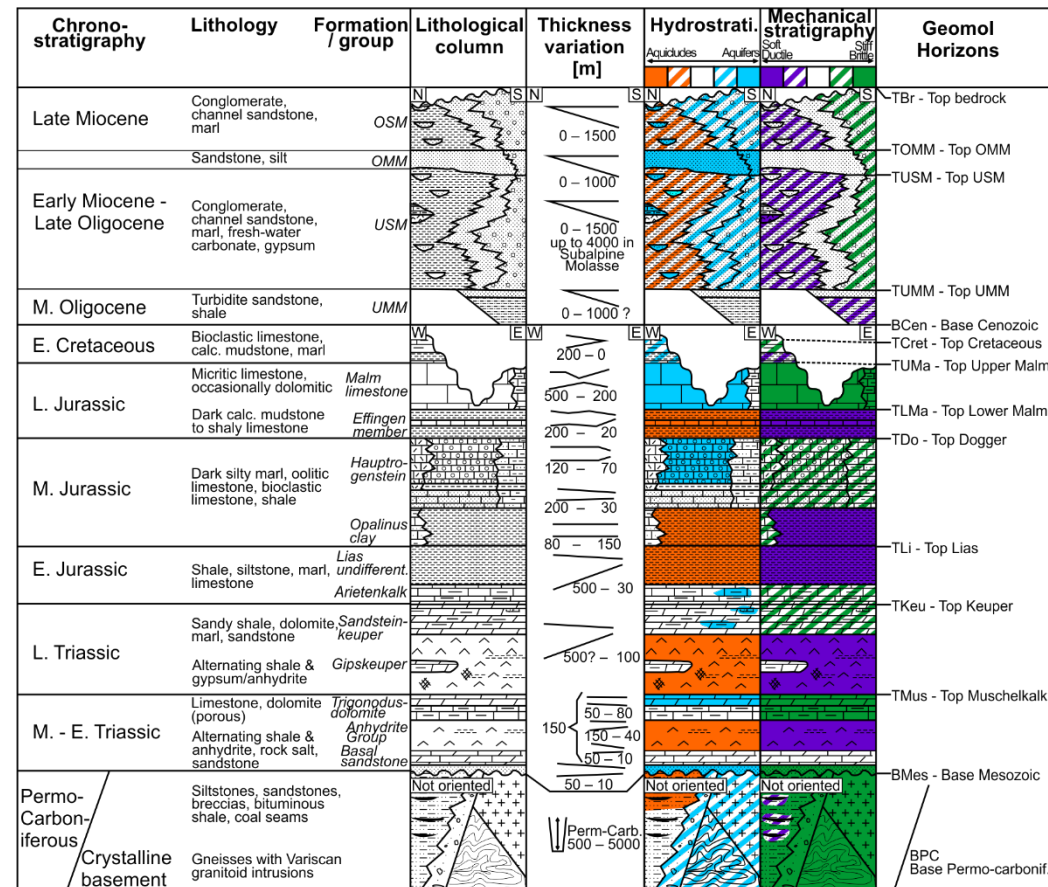 Chrono-
stratigraphy
Lithology
Formation
/ group
Lithological
column
Thickness
variation
[m]
Hydrostrati.
Aquicludes
Aquifers
Mechanical
stratigraphy
Soft
Ductile
Stiff
Brittle
Geomol
Horizons
N
S
N
S
N
S
N
S
Late Miocene
Conglomerate,
channel sandstone,
marl
OSM
0 – 1500
TBr - Top bedrock
Sandstone, silt
OMM
0 – 1000
TOMM - Top OMM
TUSM - Top USM
Early Miocene -
Late Oligocene
Conglomerate,
channel sandstone,
marl, fresh-water
carbonate, gypsum
USM
0 – 1500
up to 4000 in
Subalpine
Molasse
M. Oligocene
Turbidite sandstone,
shale
UMM
0 – 1000 ?
TUMM - Top UMM
BCen - Base Cenozoic
W
E
W
E
W
E
W
E
E. Cretaceous
Bioclastic limestone,
calc. mudstone, marl
200 – 0
TCret - Top Cretaceous
TUMa - Top Upper Malm
L. Jurassic
Micritic limestone,
occasionally dolomitic
Malm
limestone
500 – 200
Dark calc. mudstone
to shaly limestone
Effingen
member
200 – 20
TLMa - Top Lower Malm
TDo - Top Dogger
M. Jurassic
Dark silty marl, oolitic
limestone, bioclastic
limestone, shale
Hauptro-
genstein
120 – 70
200 – 30
Opalinus
clay
80 – 150
TLi - Top Lias
E. Jurassic
Shale, siltstone, marl,
limestone
Lias
undifferent.
Arietenkalk
500 – 30
TKeu - Top Keuper
L. Triassic
Sandy shale, dolomite,
marl, sandstone
Sandstein-
keuper
500? – 100
Alternating shale &
gypsum/anhydrite
Gipskeuper
TMus - Top Muschelkalk
M. - E. Triassic
Limestone, dolomite
(porous)
Trigonodus-
dolomite
Alternating shale &
anhydrite, rock salt,
sandstone
Anhydrite
Group
Basal
sandstone
150
50 – 80
150 – 40
50 – 10
50 – 10
BMes - Base Mesozoic
Permo-
Carbon-
iferous
Siltstones, sandstones,
breccias, bituminous
shale, coal seams
Not oriented
Not oriented
Not oriented
Perm-Carb.
500 – 5000
Crystalline
basement
Gneisses with Variscan
granitoid intrusions
BPC
Base Permo-carbonif.